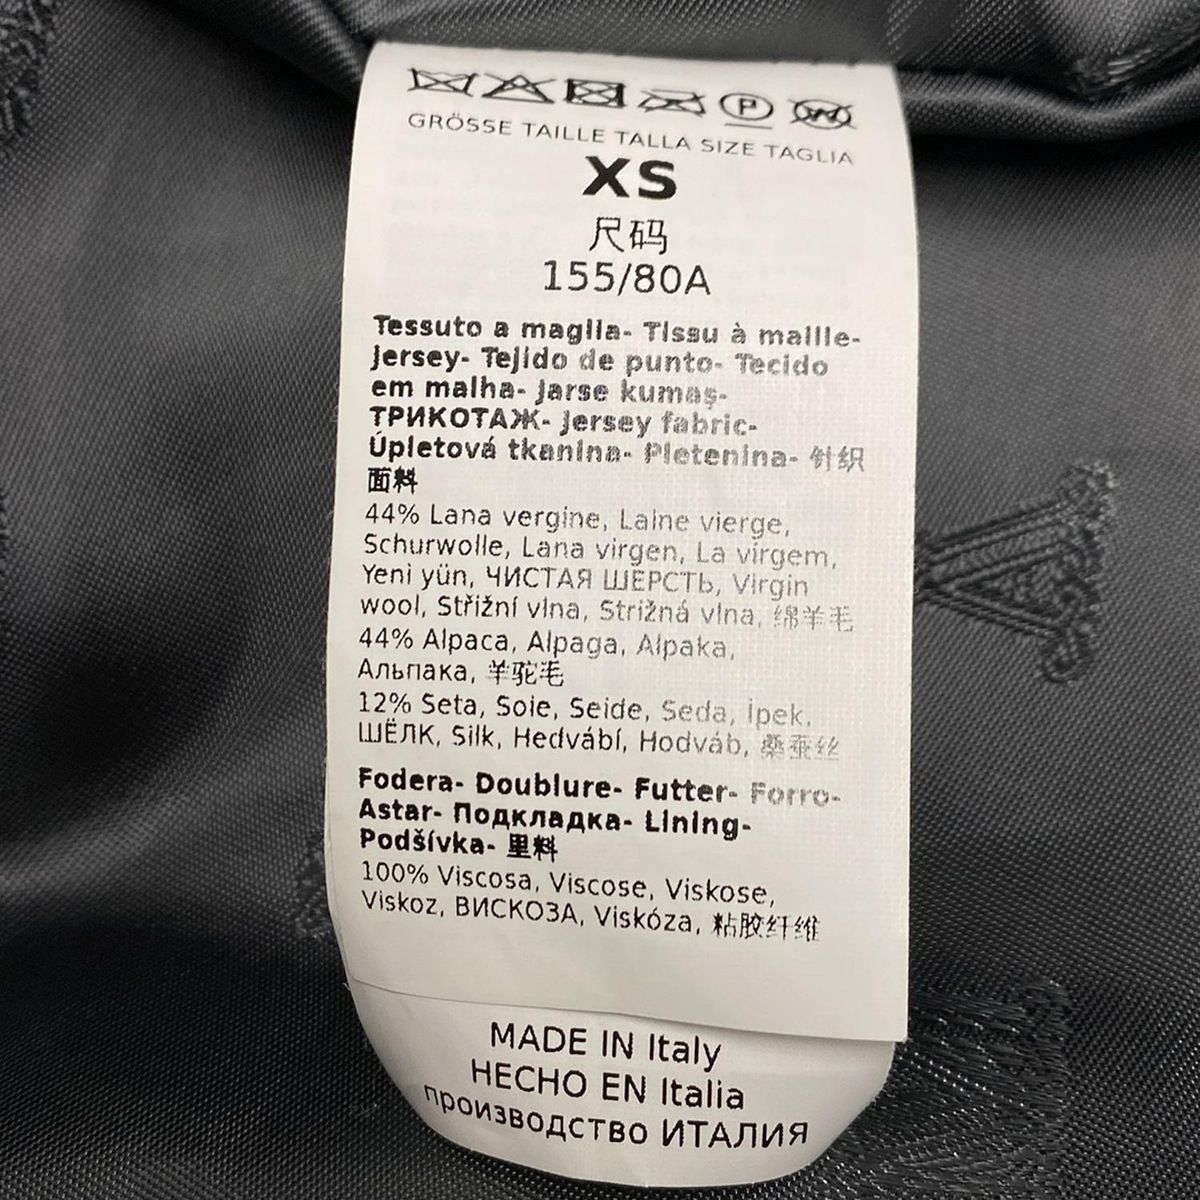 P W
GRÖSSE TAILLE TALLA SIZE TAGLIA
XS
尺码
155/80A
Tessuto a maglia- Tissu à maille-
Jersey- Tejido de punto- Tecido
em malha- Jarse kumaş-
ТРИКОТАЖ- Jersey fabric-
Úpletová tkanina- Pletenina- 针织
面料
44% Lana vergine, Laine vierge,
Schurwolle, Lana virgen, La virgem,
Yeni yün, ЧИСТАЯ ШЕРСТЬ, Virgin
wool, Střižní vlna, Strižná vlna, 绵羊毛
44% Alpaca, Alpaga, Alpaka,
Альпака, 羊驼毛
12% Seta, Soie, Seide, Seda, İpek,
ШЁЛК, Silk, Hedvábí, Hodváb, 桑蚕丝
Fodera- Doublure- Futter- Forro-
Astar- Подкладка- Lining-
Podšívka- 里料
100% Viscosa, Viscose, Viskose,
Viskoz, ВИСКОЗА, Viskóza, 粘胶纤维
MADE IN Italy
HECHO EN Italia
производство ИТАЛИЯ